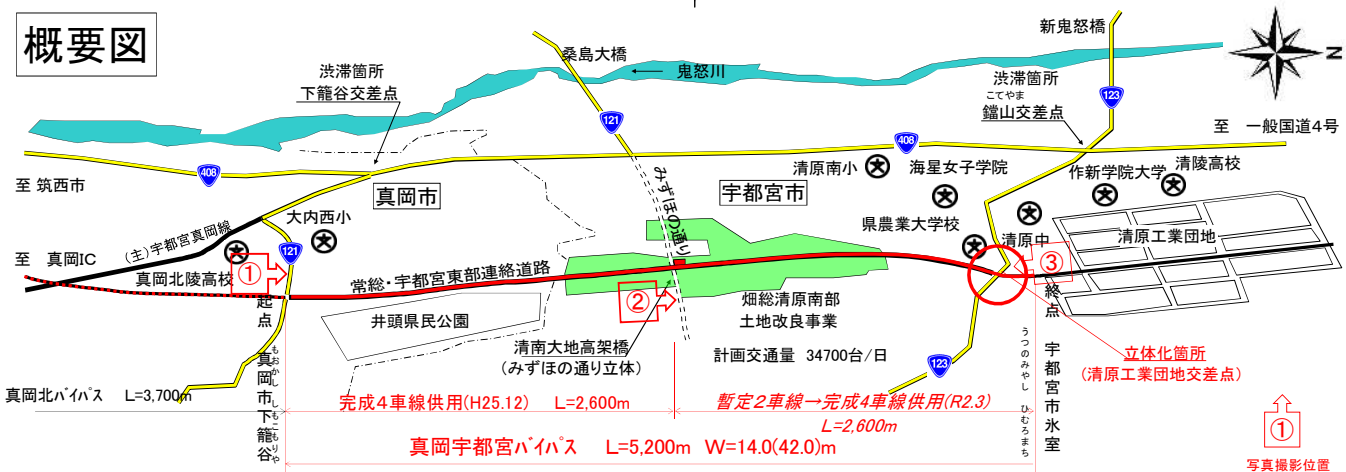 概要図
新鬼怒橋
桑島大橋
鬼怒川
N
渋滞箇所
下籠谷交差点
渋滞箇所
こてやま
鐺山交差点
123
121
至 一般国道4号
408
408
清原南小
海星女子学院
作新学院大学
清陵高校
至 筑西市
真岡市
みずほの通り
宇都宮市
県農業大学校
清原中
清原工業団地
(主)宇都宮真岡線
大内西小
121
至 真岡IC
真岡北陵高校
①
常総・宇都宮東部連絡道路
③
②
井頭県民公園
畑総清原南部
土地改良事業
清南大地高架橋
(みずほの通り立体)
計画交通量 34700台/日
123
立体化箇所
(清原工業団地交差点)
起点 真岡市下籠谷
もおかし しもこもりや
終点 宇都宮市氷室
うつのみやし ひむろまち
真岡北バイパス L=3,700m
完成4車線供用(H25.12) L=2,600m
暫定2車線→完成4車線供用(R2.3)
L=2,600m
真岡宇都宮バイパス L=5,200m W=14.0(42.0)m
①
写真撮影位置